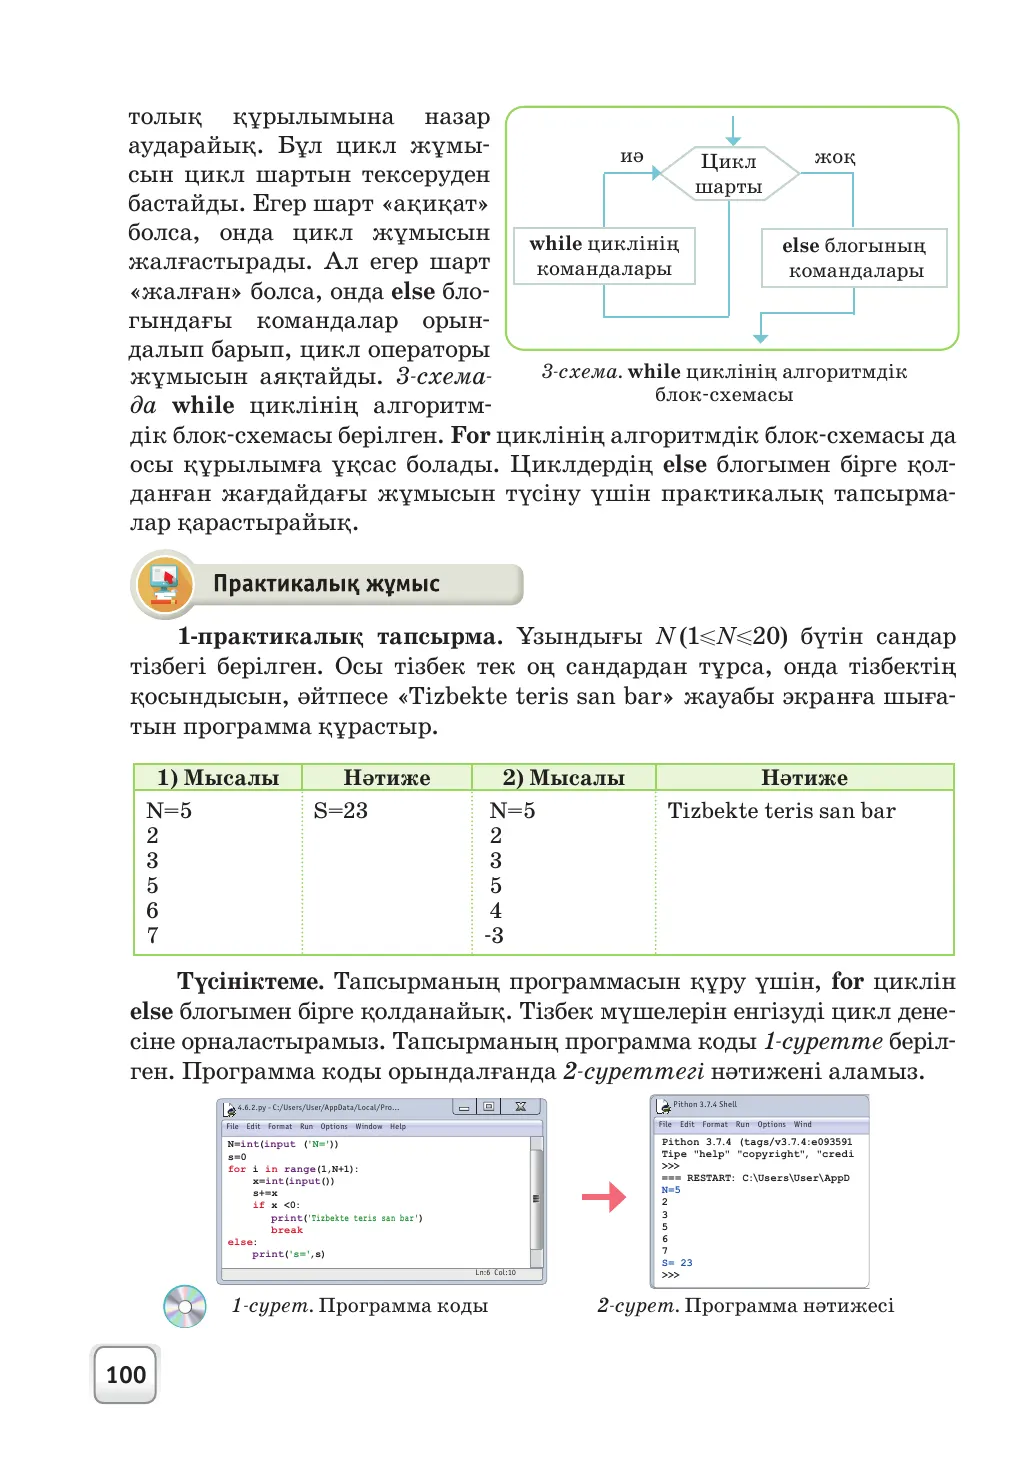 толық құрылымына назар
аударайық. Бұл цикл жұмы-
сын цикл шартын тексеруден
бастайды. Егер шарт «ақиқат»
болса, онда цикл жұмысын
жалғастырады. Ал егер шарт
«жалған» болса, онда else бло-
гындағы командалар орын-
далып барып, цикл операторы
жұмысын аяқтайды. 3-схема-
да while циклінің алгоритм-
дік блок-схемасы берілген. For циклінің алгоритмдік блок-схемасы да
осы құрылымға ұқсас болады. Циклдердің else блогымен бірге қол-
данған жағдайдағы жұмысын түсіну үшін практикалық тапсырма-
лар қарастырайық.
иә
Цикл
шарты
жоқ
while циклінің
командалары
else блогының
командалары
3-схема. while циклінің алгоритмдік
блок-схемасы
Практикалық жұмыс
1-практикалық тапсырма. Ұзындығы N (1⩽N⩽20) бүтін сандар
тізбегі берілген. Осы тізбек тек оң сандардан тұрса, онда тізбектің
қосындысын, әйтпесе «Tizbekte teris san bar» жауабы экранға шыға-
тын программа құрастыр.
1) Мысалы Нәтиже 2) Мысалы Нәтиже
N=5 S=23 N=5 Tizbekte teris san bar
2 2
3 3
5 5
6 4
7 -3
Түсініктеме. Тапсырманың программасын құру үшін, for циклін
else блогымен бірге қолданайық. Тізбек мүшелерін енгізуді цикл дене-
сіне орналастырамыз. Тапсырманың программа коды 1-суретте беріл-
ген. Программа коды орындалғанда 2-суреттегі нәтижені аламыз.
4.6.2.py - C:/Users/User/AppData/Local/Pro...
File Edit Format Run Options Window Help
N=int(input ('N='))
s=0
for i in range(1,N+1):
    x=int(input())
    s+=x
    if x <0:
       print('Tizbekte teris san bar')
       break
else:
    print('s=',s)
Ln:6 Col:10
Pithon 3.7.4 Shell
File Edit Format Run Options Wind
Pithon 3.7.4 (tags/v3.7.4:e093591
Tipe "help" "copyright", "credi
>>>
=== RESTART: C:\Users\User\AppD
N=5
2
3
5
6
7
S= 23
>>>
1-сурет. Программа коды
2-сурет. Программа нәтижесі
100